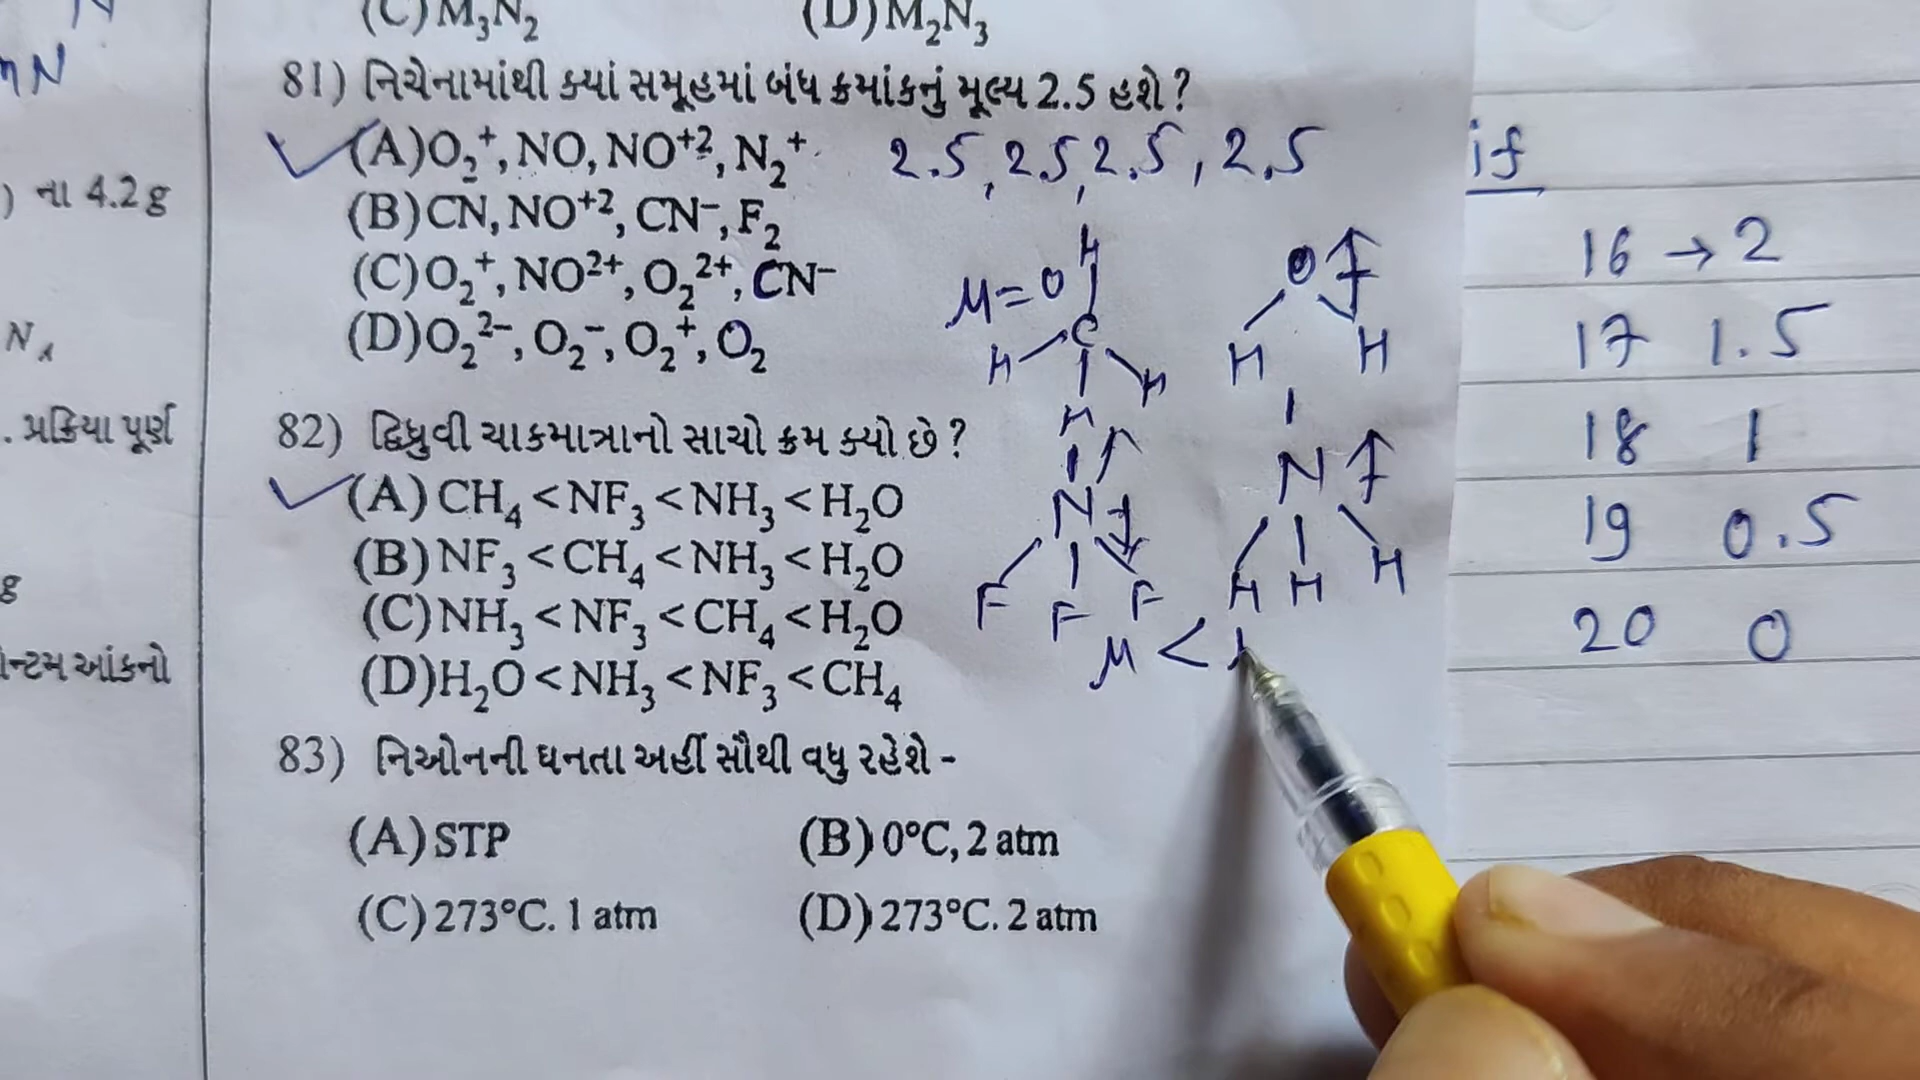 N
nN
) ના 4.2 g
. પ્રક્રિયા પૂર્ણ
g
ન્ટમ આંકનો
(C) M₃N₂ (D) M₂N₃
81) નિચેનામાંથી ક્યાં સમૂહમાં બંધ ક્રમાંકનું મૂલ્ય 2.5 હશે ?
(A) O₂⁺, NO, NO⁺², N₂⁺ 2.5, 2.5, 2.5, 2.5
(B) CN, NO⁺², CN⁻, F₂
(C) O₂⁺, NO²⁺, O₂²⁺, CN⁻
(D) O₂²⁻, O₂⁻, O₂⁺, O₂
82) દ્વિધ્રુવી ચાકમાત્રાનો સાચો ક્રમ ક્યો છે ?
(A) CH₄ < NF₃ < NH₃ < H₂O
(B) NF₃ < CH₄ < NH₃ < H₂O
(C) NH₃ < NF₃ < CH₄ < H₂O
(D) H₂O < NH₃ < NF₃ < CH₄
83) નિઓનની ઘનતા અહીં સૌથી વધુ રહેશે -
(A) STP (B) 0°C, 2 atm
(C) 273°C. 1 atm (D) 273°C. 2 atm
H
μ = 0
C
H H
H
O
H H
N
F F F
N
H H H
μ <
if
16 → 2
17 1.5
18 1
19 0.5
20 0